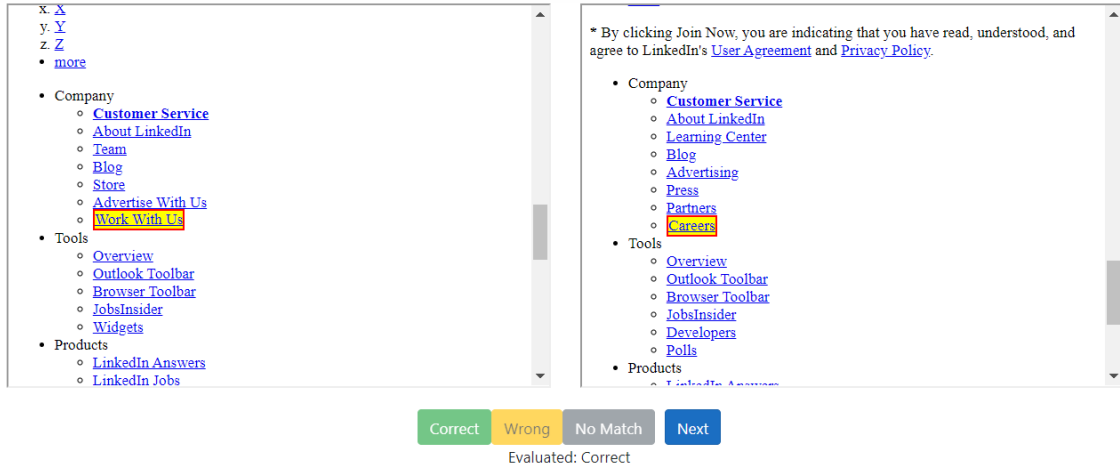 x. X
y. Y
z. Z
• more
• Company
◦ Customer Service
◦ About LinkedIn
◦ Team
◦ Blog
◦ Store
◦ Advertise With Us
◦ Work With Us
• Tools
◦ Overview
◦ Outlook Toolbar
◦ Browser Toolbar
◦ JobsInsider
◦ Widgets
• Products
◦ LinkedIn Answers
◦ LinkedIn Jobs
* By clicking Join Now, you are indicating that you have read, understood, and
agree to LinkedIn's User Agreement and Privacy Policy.
• Company
◦ Customer Service
◦ About LinkedIn
◦ Learning Center
◦ Blog
◦ Advertising
◦ Press
◦ Partners
◦ Careers
• Tools
◦ Overview
◦ Outlook Toolbar
◦ Browser Toolbar
◦ JobsInsider
◦ Developers
◦ Polls
• Products
◦ LinkedIn Answers
Correct Wrong No Match Next
Evaluated: Correct